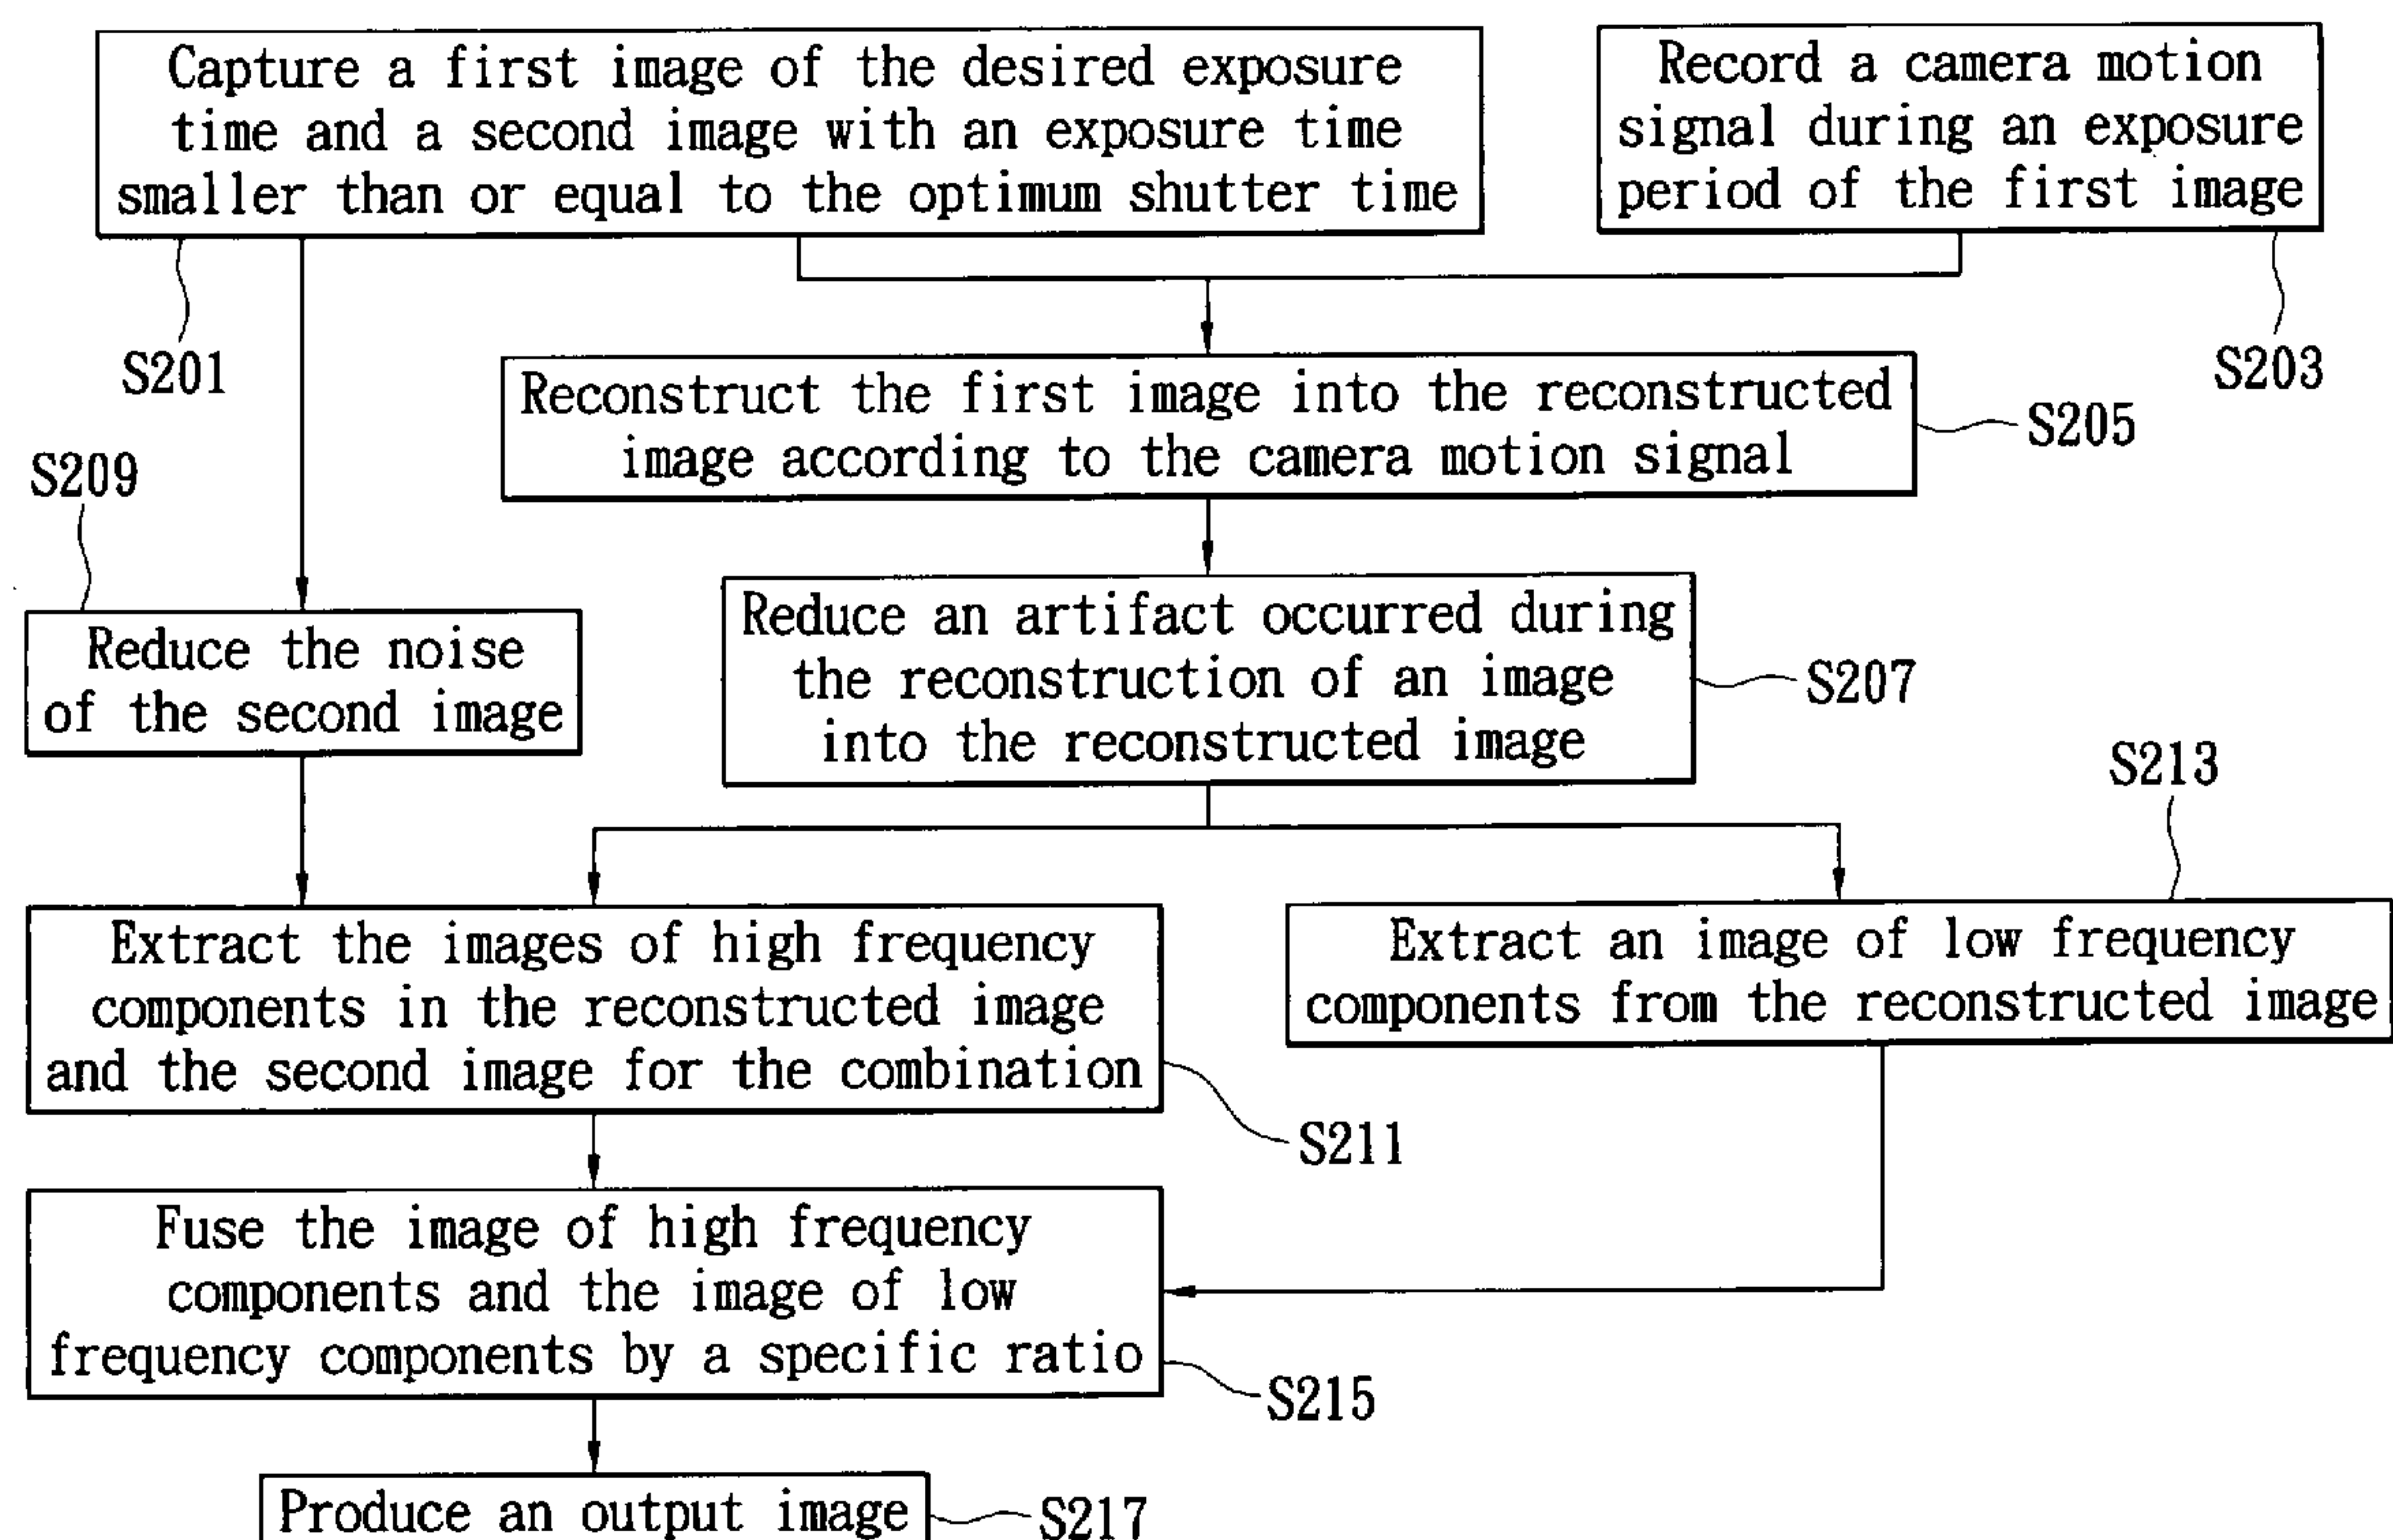 Capture a first image of the desired exposure
time and a second image with an exposure time
smaller than or equal to the optimum shutter time
Record a camera motion
signal during an exposure
period of the first image
S201
S203
Reconstruct the first image into the reconstructed
image according to the camera motion signal
S205
S209
Reduce the noise
of the second image
Reduce an artifact occurred during
the reconstruction of an image
into the reconstructed image
S207
S213
Extract the images of high frequency
components in the reconstructed image
and the second image for the combination
Extract an image of low frequency
components from the reconstructed image
S211
Fuse the image of high frequency
components and the image of low
frequency components by a specific ratio
S215
Produce an output image
S217